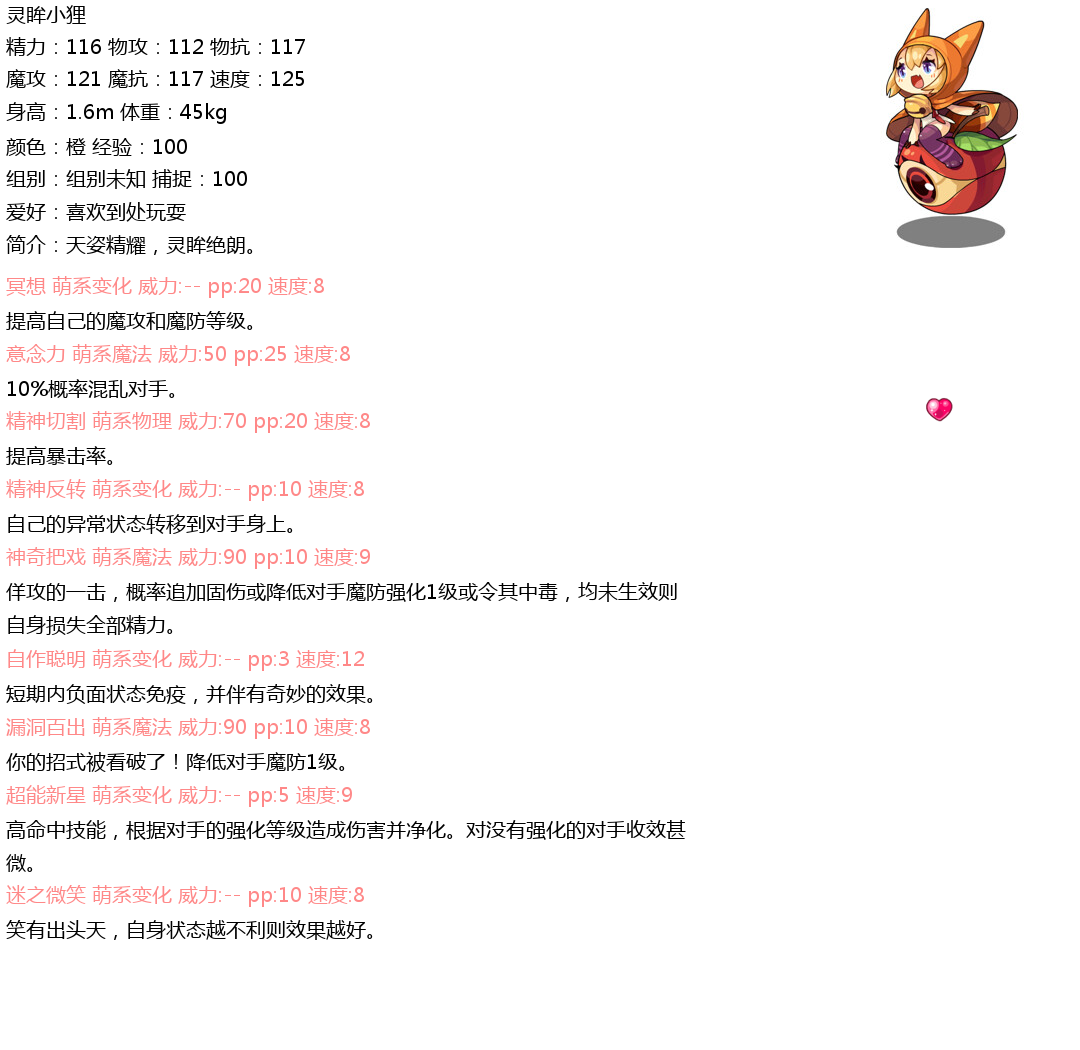 灵眸小狸
精力：116 物攻：112 物抗：117
魔攻：121 魔抗：117 速度：125
身高：1.6m 体重：45kg
颜色：橙 经验：100
组别：组别未知 捕捉：100
爱好：喜欢到处玩耍
简介：天姿精耀，灵眸绝朗。
冥想 萌系变化 威力:-- pp:20 速度:8
提高自己的魔攻和魔防等级。
意念力 萌系魔法 威力:50 pp:25 速度:8
10%概率混乱对手。
精神切割 萌系物理 威力:70 pp:20 速度:8
提高暴击率。
精神反转 萌系变化 威力:-- pp:10 速度:8
自己的异常状态转移到对手身上。
神奇把戏 萌系魔法 威力:90 pp:10 速度:9
佯攻的一击，概率追加固伤或降低对手魔防强化1级或令其中毒，均未生效则
自身损失全部精力。
自作聪明 萌系变化 威力:-- pp:3 速度:12
短期内负面状态免疫，并伴有奇妙的效果。
漏洞百出 萌系魔法 威力:90 pp:10 速度:8
你的招式被看破了！降低对手魔防1级。
超能新星 萌系变化 威力:-- pp:5 速度:9
高命中技能，根据对手的强化等级造成伤害并净化。对没有强化的对手收效甚
微。
迷之微笑 萌系变化 威力:-- pp:10 速度:8
笑有出头天，自身状态越不利则效果越好。